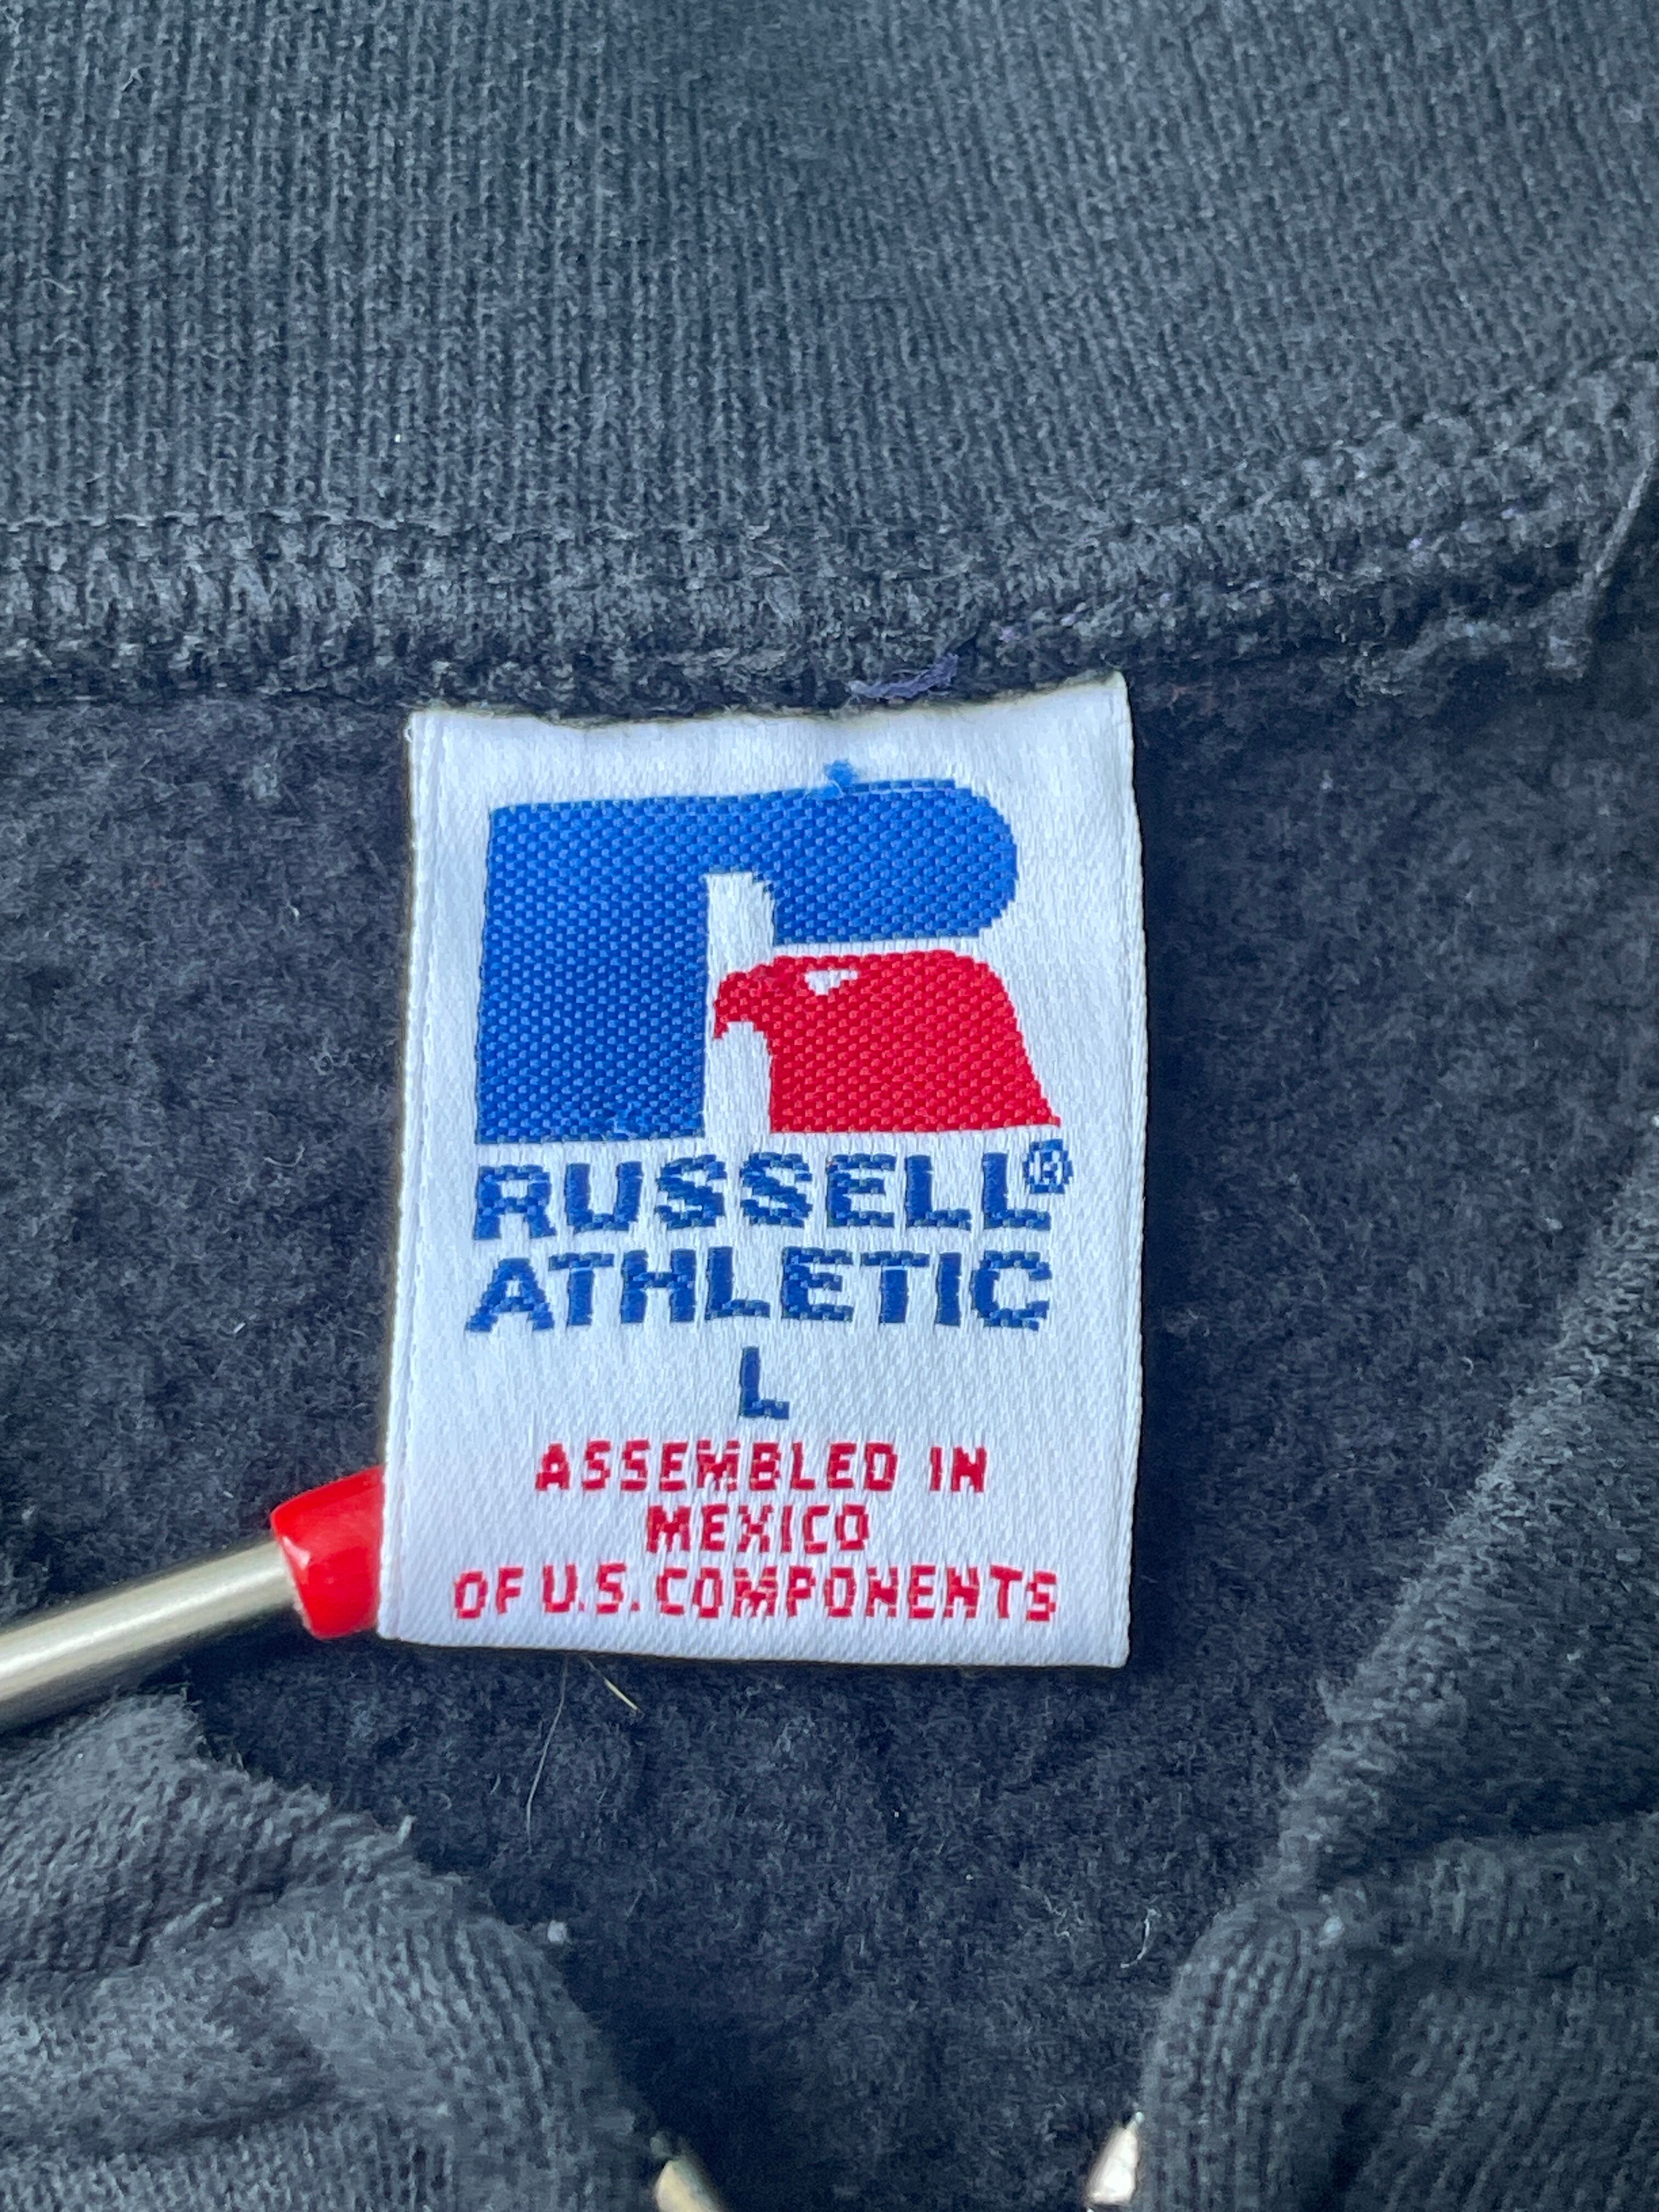 RUSSELL®
ATHLETIC
L
ASSEMBLED IN
MEXICO
OF U.S. COMPONENTS